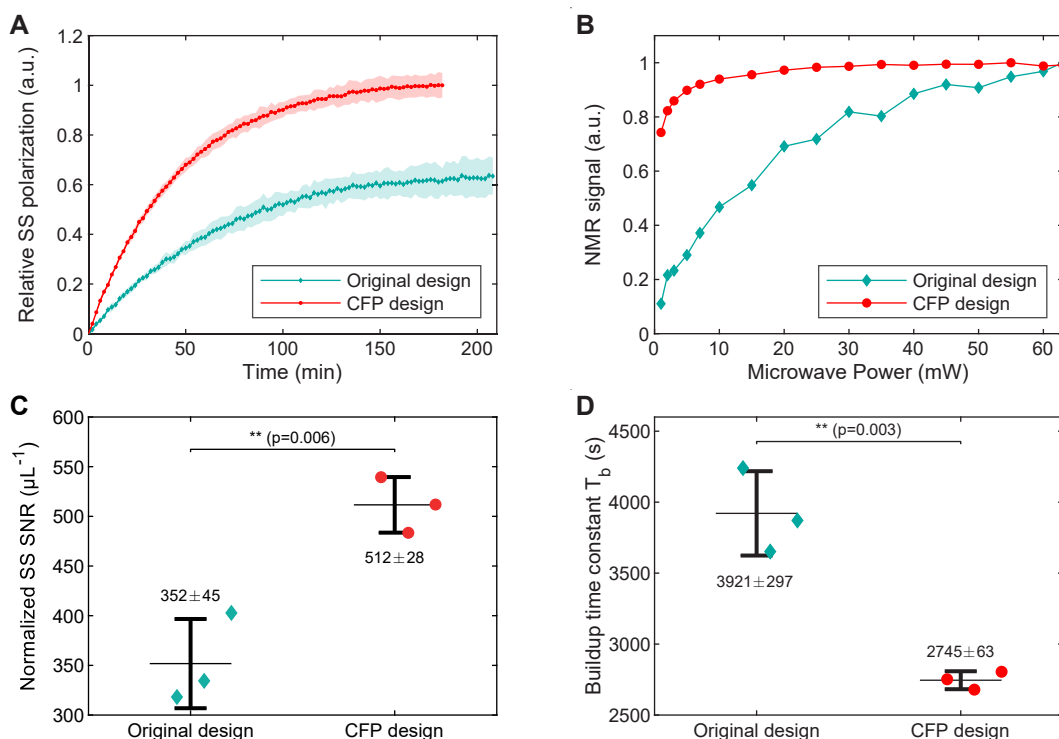 A
Relative SS polarization (a.u.)
1.2
1
0.8
0.6
0.4
0.2
0
0
50
100
150
200
Time (min)
Original design
CFP design
B
NMR signal (a.u.)
1
0.8
0.6
0.4
0.2
0
0
10
20
30
40
50
60
Microwave Power (mW)
Original design
CFP design
C
Normalized SS SNR (µL⁻¹)
600
550
500
450
400
350
300
** (p=0.006)
352±45
512±28
Original design
CFP design
D
Buildup time constant T_b (s)
4500
4000
3500
3000
2500
** (p=0.003)
3921±297
2745±63
Original design
CFP design